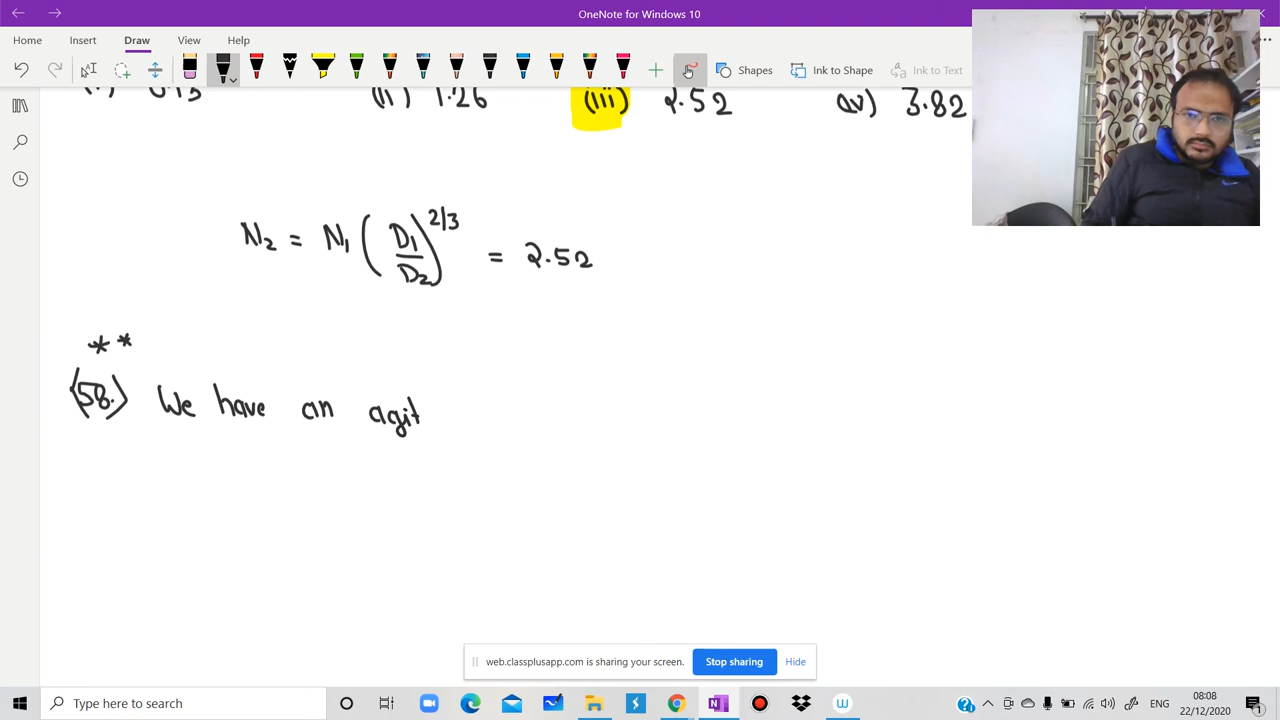 OneNote for Windows 10
Home Insert Draw View Help
Shapes Ink to Shape Ink to Text
(ii) 1.26 (iii) 2.52 (iv) 3.82
N₂ = N₁ (D₁/D₂)^2/3 = 2.52
**
(58.) We have an agit
web.classplusapp.com is sharing your screen. Stop sharing Hide
Type here to search
ENG
08:08
22/12/2020
1